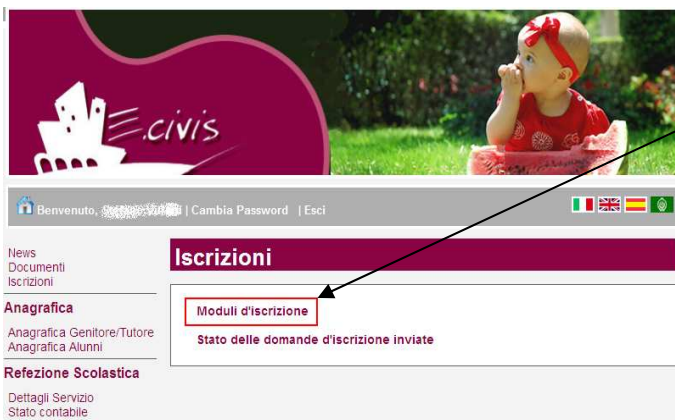 E.civis
Benvenuto, | Cambia Password | Esci
News
Documenti
Iscrizioni
Anagrafica
Anagrafica Genitore/Tutore
Anagrafica Alunni
Refezione Scolastica
Dettagli Servizio
Stato contabile
Iscrizioni
Moduli d'iscrizione
Stato delle domande d'iscrizione inviate